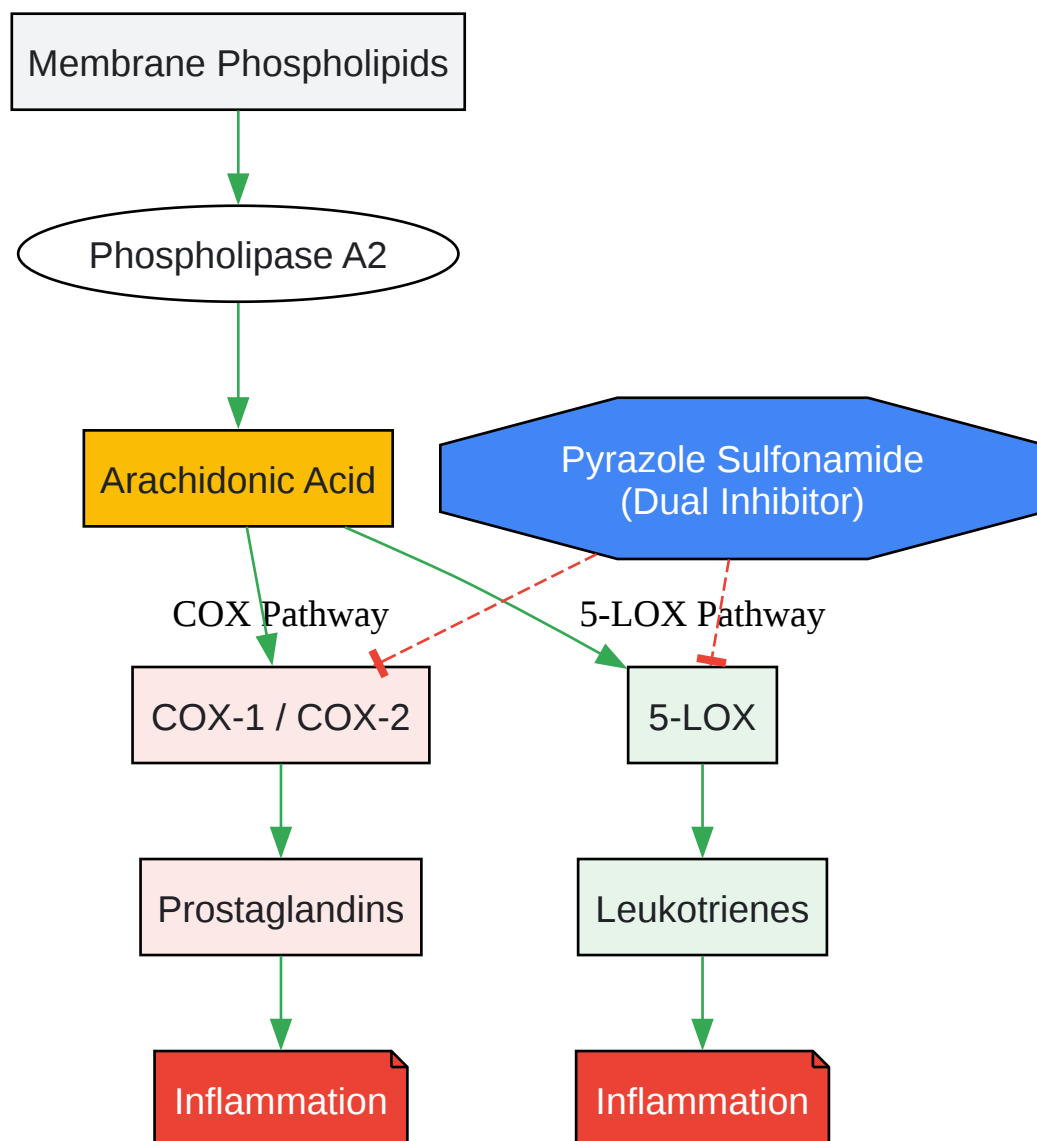 Membrane Phospholipids
Phospholipase A2
Arachidonic Acid
Pyrazole Sulfonamide
(Dual Inhibitor)
COX Pathway
5-LOX Pathway
COX-1 / COX-2
5-LOX
Prostaglandins
Leukotrienes
Inflammation
Inflammation